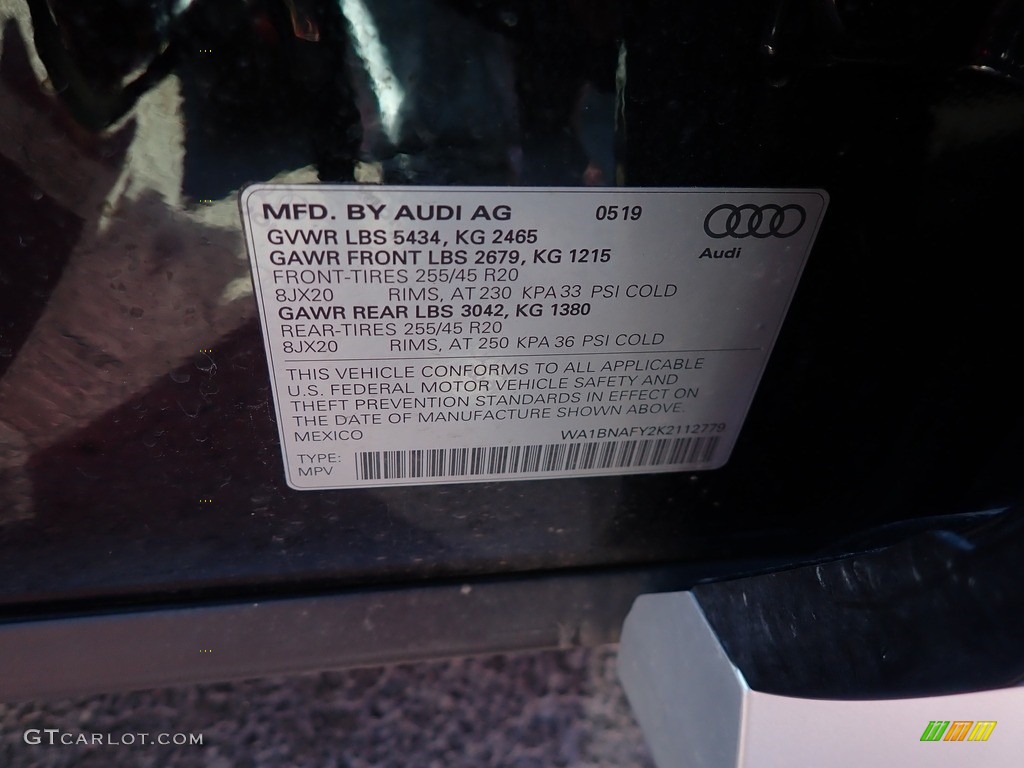 MFD. BY AUDI AG 0519
GVWR LBS 5434, KG 2465
GAWR FRONT LBS 2679, KG 1215
Audi
FRONT-TIRES 255/45 R20
8JX20 RIMS, AT 230 KPA 33 PSI COLD
GAWR REAR LBS 3042, KG 1380
REAR-TIRES 255/45 R20
8JX20 RIMS, AT 250 KPA 36 PSI COLD
THIS VEHICLE CONFORMS TO ALL APPLICABLE
U.S. FEDERAL MOTOR VEHICLE SAFETY AND
THEFT PREVENTION STANDARDS IN EFFECT ON
THE DATE OF MANUFACTURE SHOWN ABOVE.
MEXICO WA1BNAFY2K2112779
TYPE:
MPV
GTCARLOT.COM